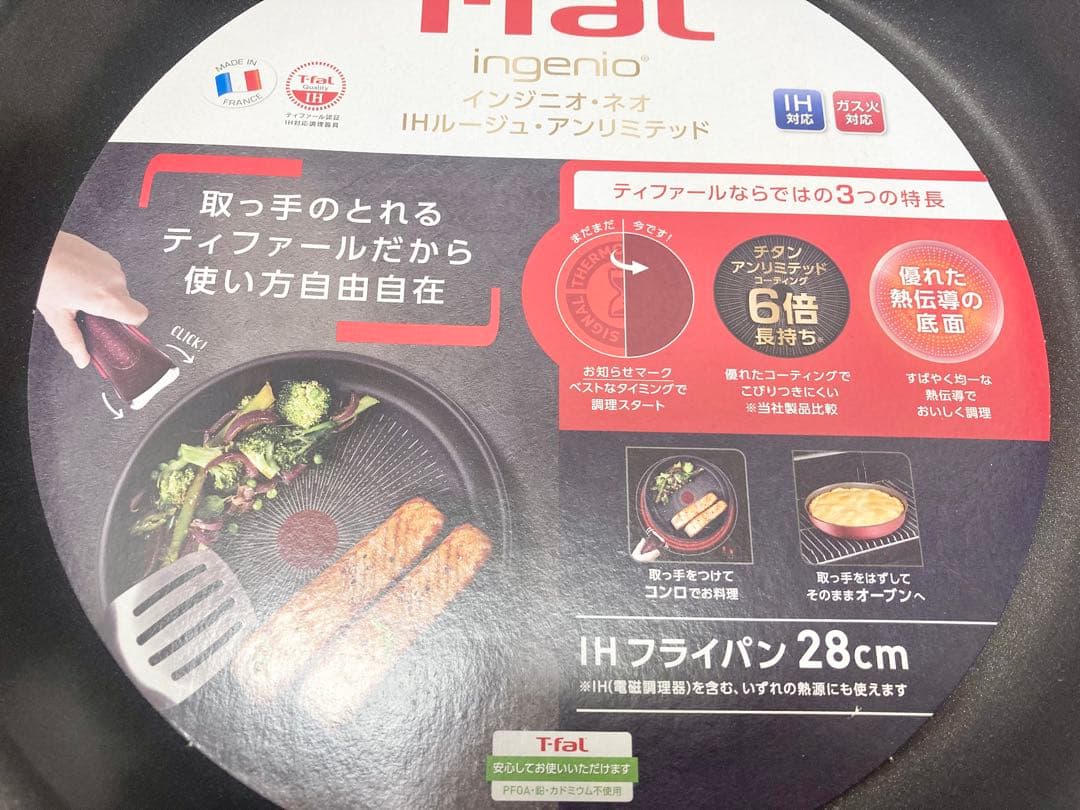 T-fal
ingenio®
インジニオ・ネオ
IHルージュ・アンリミテッド
MADE IN
FRANCE
T-fal
Quality
IH
ティファール認証
IH対応調理器具
IH
対応
ガス火
対応
取っ手のとれる
ティファールだから
使い方自由自在
CLICK!
ティファールならではの3つの特長
まだまだ
今です!
THERMO
SIGNAL
お知らせマーク
ベストなタイミングで
調理スタート
チタン
アンリミテッド
コーティング
6倍
長持ち※
優れたコーティングで
こびりつきにくい
※当社製品比較
優れた
熱伝導の
底面
すばやく均一な
熱伝導で
おいしく調理
取っ手をつけて
コンロでお料理
取っ手をはずして
そのままオーブンへ
IHフライパン 28cm
※IH(電磁調理器)を含む、いずれの熱源にも使えます
T-fal
安心してお使いいただけます
PFOA・鉛・カドミウム不使用